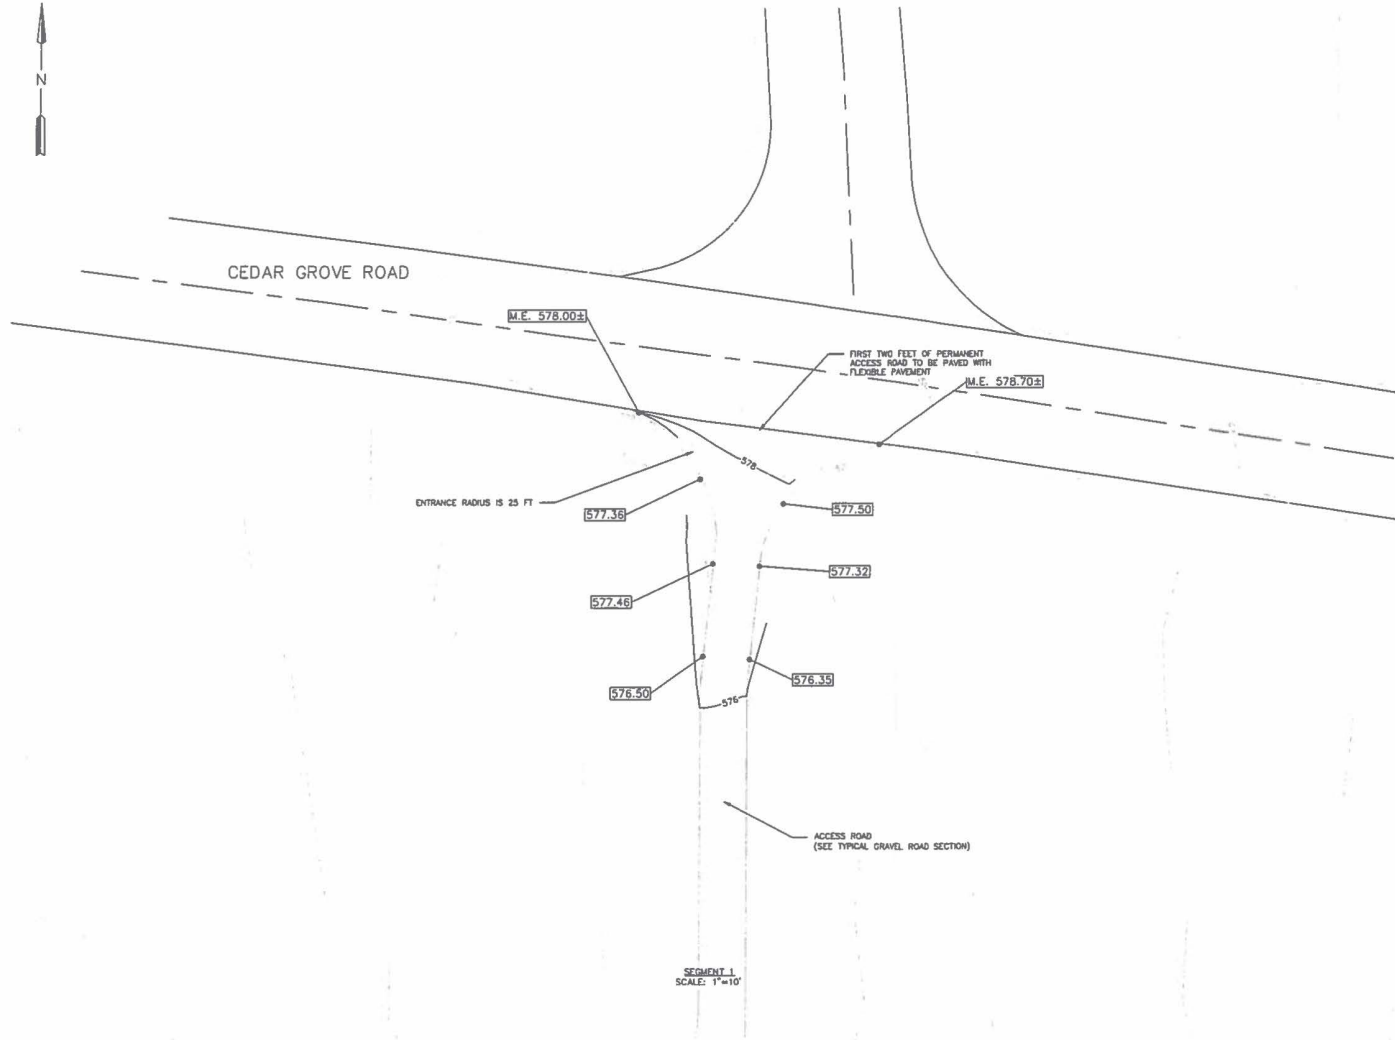 N
CEDAR GROVE ROAD
M.E. 578.00±
FIRST TWO FEET OF PERMANENT
ACCESS ROAD TO BE PAVED WITH
FLEXIBLE PAVEMENT
M.E. 578.70±
578
ENTRANCE RADIUS IS 25 FT
577.36
577.50
577.46
577.32
576.50
576.35
576
ACCESS ROAD
(SEE TYPICAL GRAVEL ROAD SECTION)
SEGMENT 1
SCALE: 1"=10'